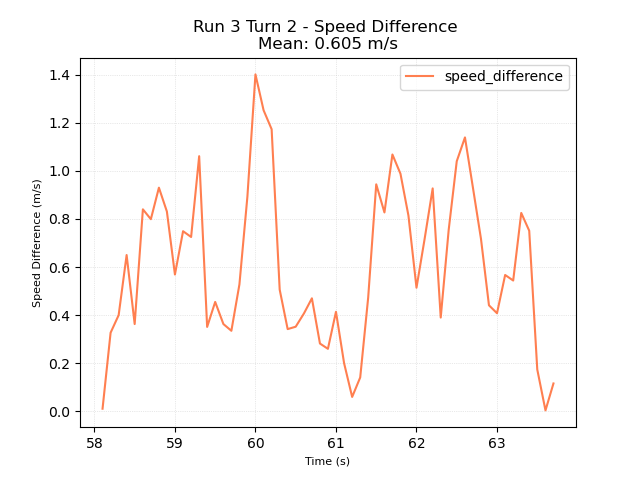 Run 3 Turn 2 - Speed Difference
Mean: 0.605 m/s
speed_difference
1.4
1.2
1.0
0.8
0.6
0.4
0.2
0.0
Speed Difference (m/s)
58 59 60 61 62 63
Time (s)